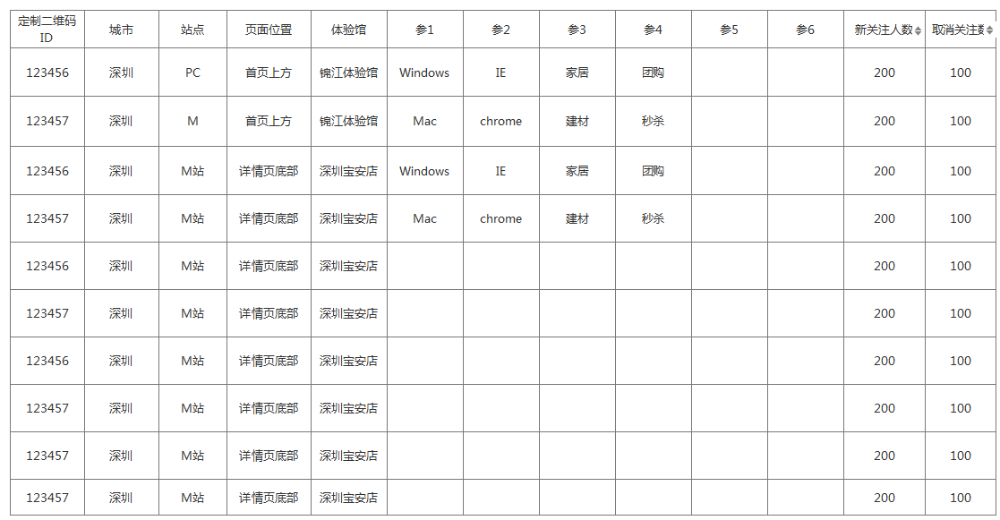 定制二维码ID 城市 站点 页面位置 体验馆 参1 参2 参3 参4 参5 参6 新关注人数 取消关注数
123456 深圳 PC 首页上方 锦江体验馆 Windows IE 家居 团购 200 100
123457 深圳 M 首页上方 锦江体验馆 Mac chrome 建材 秒杀 200 100
123456 深圳 M站 详情页底部 深圳宝安店 Windows IE 家居 团购 200 100
123457 深圳 M站 详情页底部 深圳宝安店 Mac chrome 建材 秒杀 200 100
123456 深圳 M站 详情页底部 深圳宝安店 200 100
123457 深圳 M站 详情页底部 深圳宝安店 200 100
123456 深圳 M站 详情页底部 深圳宝安店 200 100
123457 深圳 M站 详情页底部 深圳宝安店 200 100
123457 深圳 M站 详情页底部 深圳宝安店 200 100
123457 深圳 M站 详情页底部 深圳宝安店 200 100